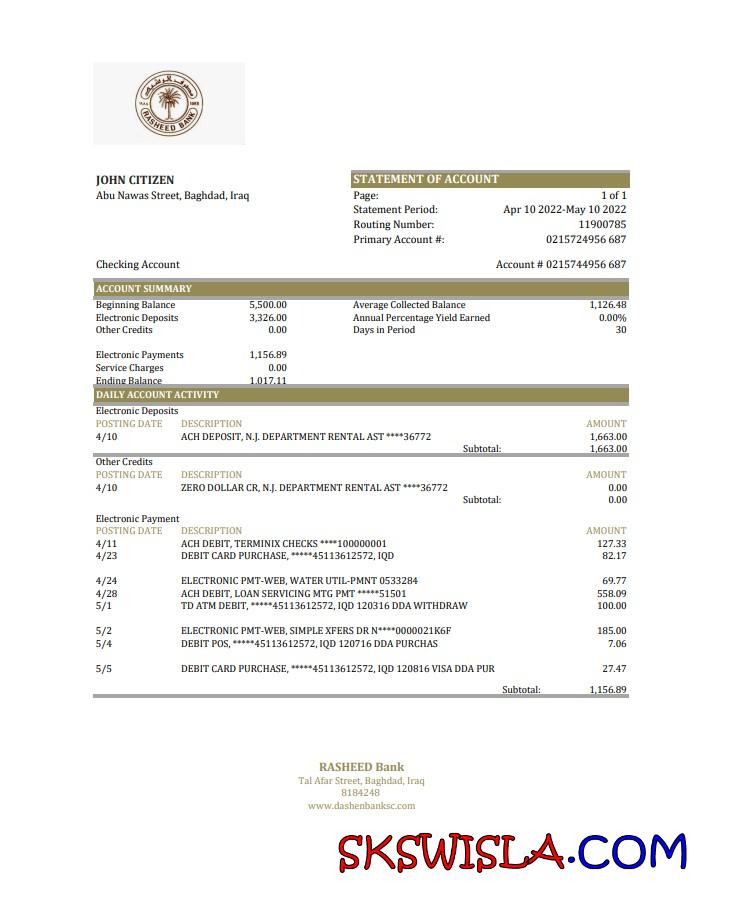 RASHEED BANK
JOHN CITIZEN
Abu Nawas Street, Baghdad, Iraq
STATEMENT OF ACCOUNT
Page: 1 of 1
Statement Period: Apr 10 2022-May 10 2022
Routing Number: 11900785
Primary Account #: 0215724956 687
Checking Account Account # 0215744956 687
ACCOUNT SUMMARY
Beginning Balance 5,500.00 Average Collected Balance 1,126.48
Electronic Deposits 3,326.00 Annual Percentage Yield Earned 0.00%
Other Credits 0.00 Days in Period 30
Electronic Payments 1,156.89
Service Charges 0.00
Ending Balance 1.017.11
DAILY ACCOUNT ACTIVITY
Electronic Deposits
POSTING DATE DESCRIPTION AMOUNT
4/10 ACH DEPOSIT, N.J. DEPARTMENT RENTAL AST ****36772 1,663.00
Subtotal: 1,663.00
Other Credits
POSTING DATE DESCRIPTION AMOUNT
4/10 ZERO DOLLAR CR, N.J. DEPARTMENT RENTAL AST ****36772 0.00
Subtotal: 0.00
Electronic Payment
POSTING DATE DESCRIPTION AMOUNT
4/11 ACH DEBIT, TERMINIX CHECKS ****100000001 127.33
4/23 DEBIT CARD PURCHASE, *****45113612572, IQD 82.17
4/24 ELECTRONIC PMT-WEB, WATER UTIL-PMNT 0533284 69.77
4/28 ACH DEBIT, LOAN SERVICING MTG PMT *****51501 558.09
5/1 TD ATM DEBIT, *****45113612572, IQD 120316 DDA WITHDRAW 100.00
5/2 ELECTRONIC PMT-WEB, SIMPLE XFERS DR N****0000021K6F 185.00
5/4 DEBIT POS, *****45113612572, IQD 120716 DDA PURCHAS 7.06
5/5 DEBIT CARD PURCHASE, *****45113612572, IQD 120816 VISA DDA PUR 27.47
Subtotal: 1,156.89
RASHEED Bank
Tal Afar Street, Baghdad, Iraq
8184248
www.dashenbanksc.com
SKSWISLA.COM